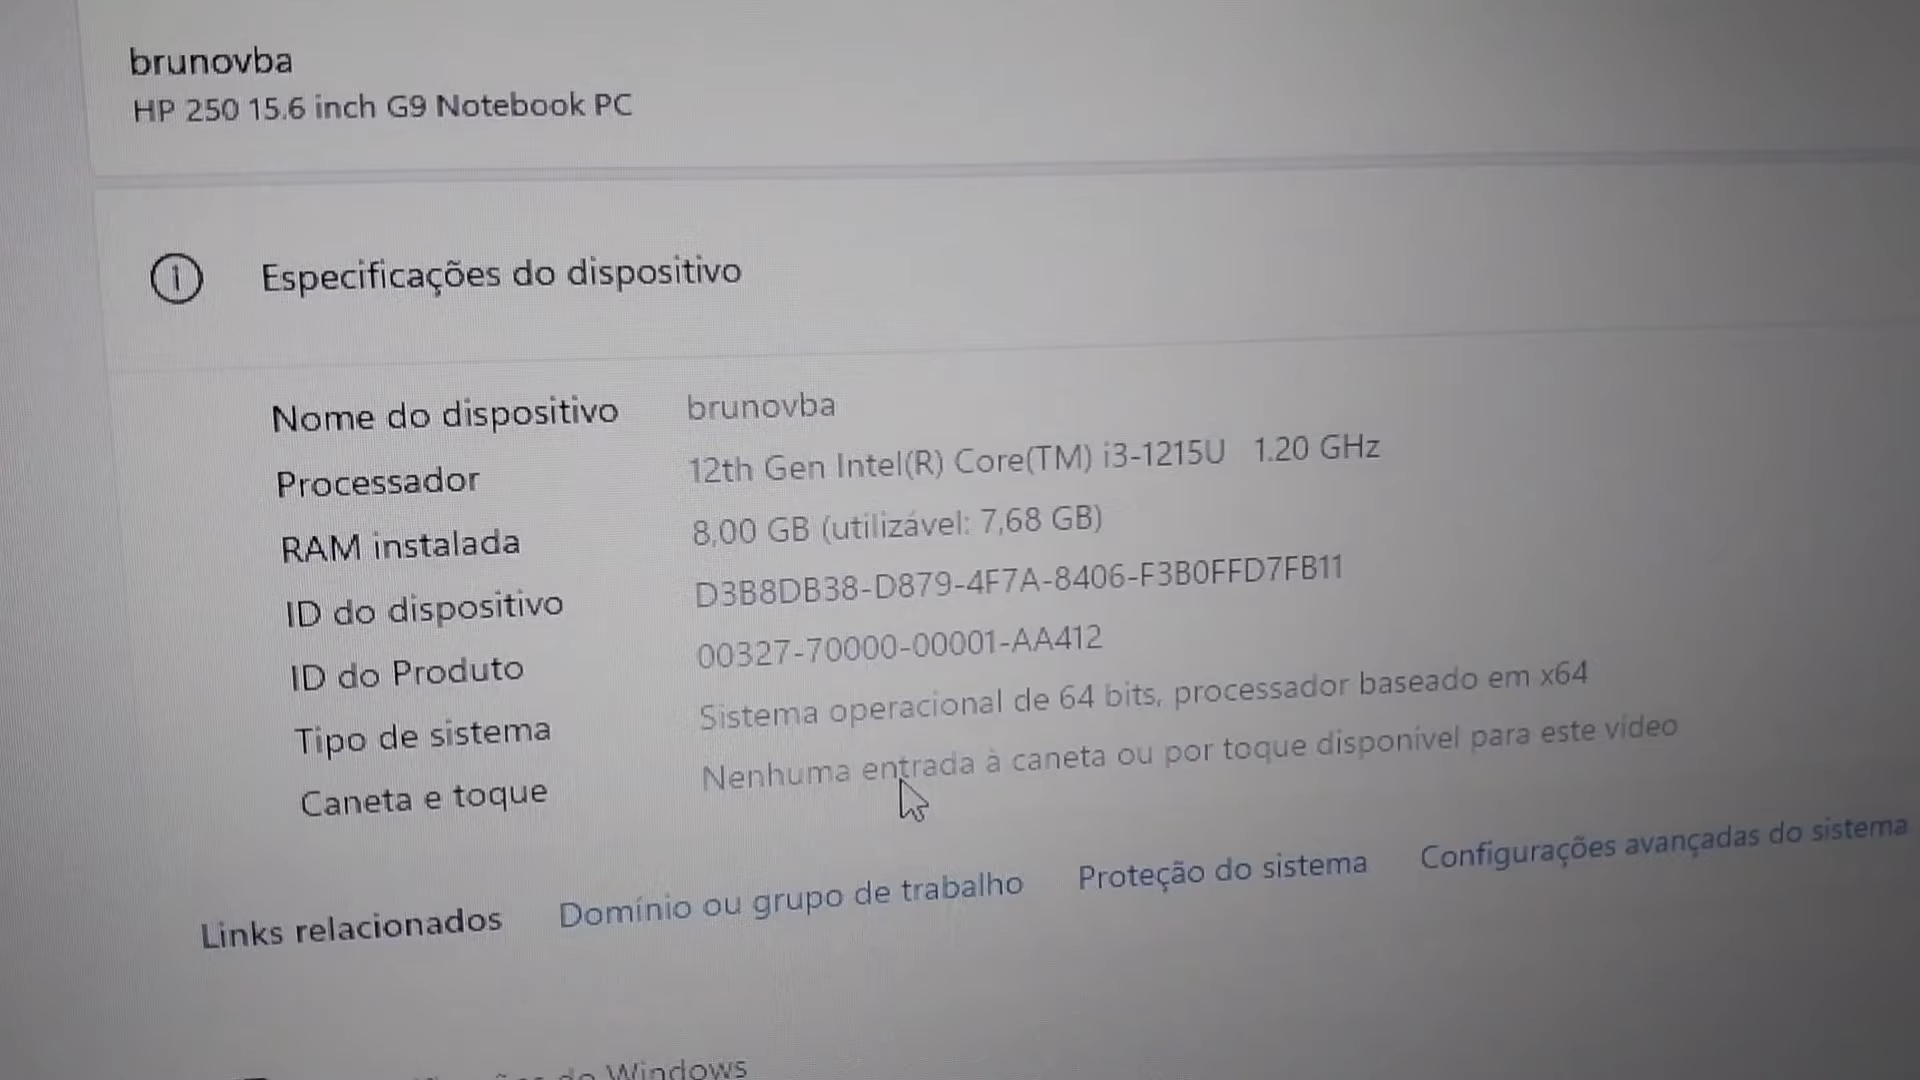 brunovba
HP 250 15.6 inch G9 Notebook PC
Especificações do dispositivo
Nome do dispositivo brunovba
Processador 12th Gen Intel(R) Core(TM) i3-1215U 1.20 GHz
RAM instalada 8,00 GB (utilizável: 7,68 GB)
ID do dispositivo D3B8DB38-D879-4F7A-8406-F3B0FFD7FB11
ID do Produto 00327-70000-00001-AA412
Tipo de sistema Sistema operacional de 64 bits, processador baseado em x64
Caneta e toque Nenhuma entrada à caneta ou por toque disponível para este vídeo
Links relacionados Domínio ou grupo de trabalho Proteção do sistema Configurações avançadas do sistema
Windows